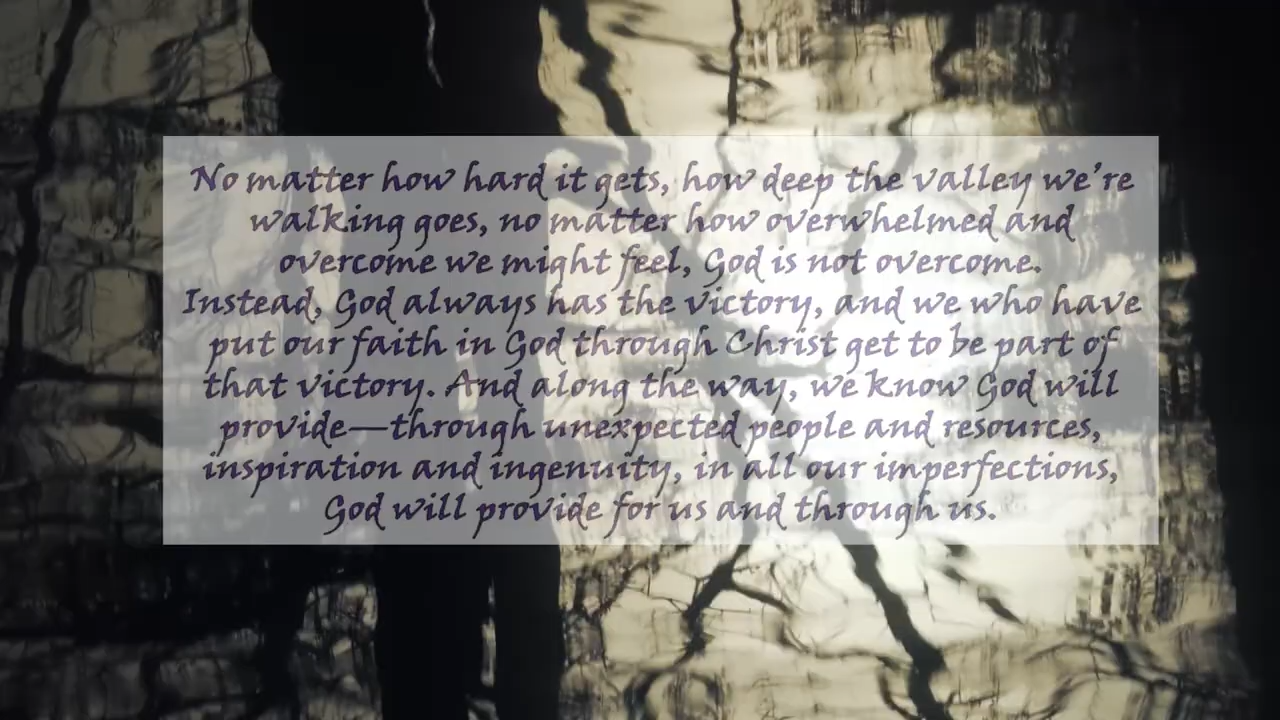 No matter how hard it gets, how deep the valley we're
walking goes, no matter how overwhelmed and
overcome we might feel, God is not overcome.
Instead, God always has the victory, and we who have
put our faith in God through Christ get to be part of
that victory. And along the way, we know God will
provide—through unexpected people and resources,
inspiration and ingenuity, in all our imperfections,
God will provide for us and through us.